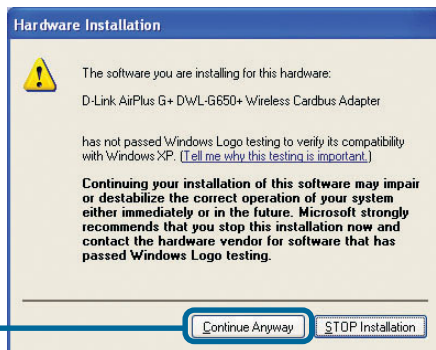 Hardware Installation
The software you are installing for this hardware:
D-Link AirPlus G+ DWL-G650+ Wireless Cardbus Adapter
has not passed Windows Logo testing to verify its compatibility
with Windows XP. (Tell me why this testing is important.)
Continuing your installation of this software may impair
or destabilize the correct operation of your system
either immediately or in the future. Microsoft strongly
recommends that you stop this installation now and
contact the hardware vendor for software that has
passed Windows Logo testing.
Continue Anyway
STOP Installation